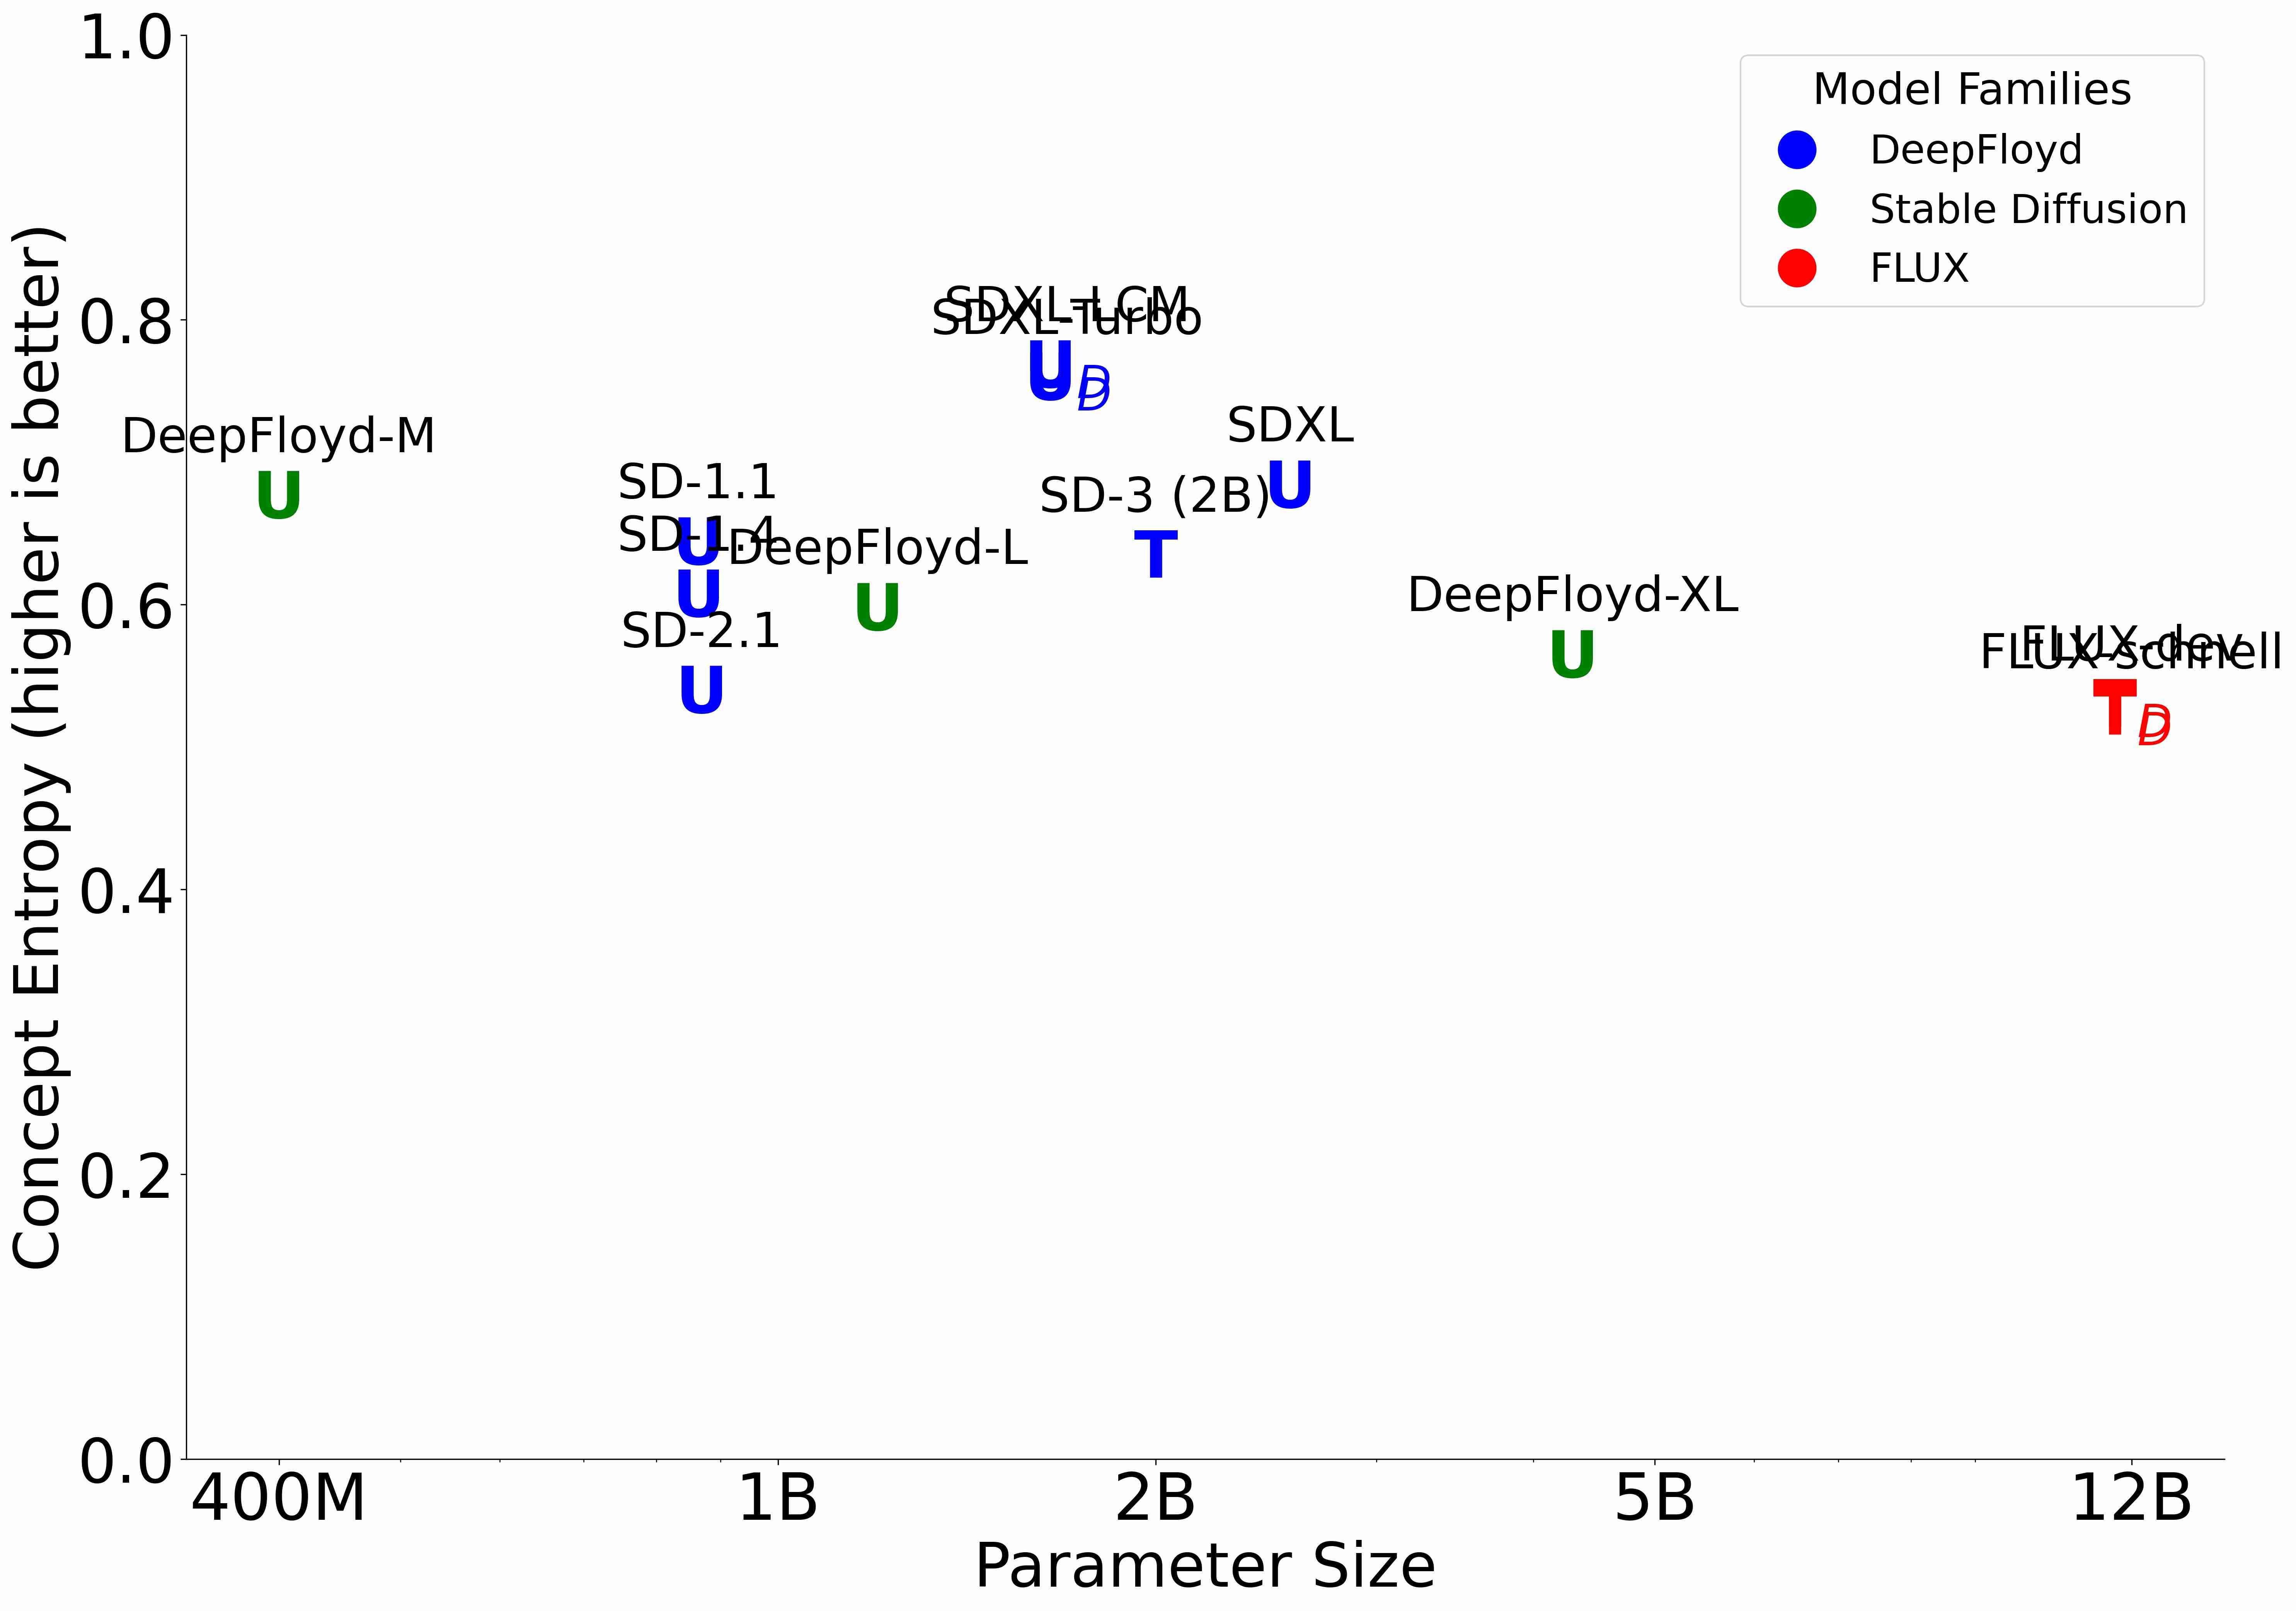 Concept Entropy (higher is better)
1.0
0.8
0.6
0.4
0.2
0.0
Model Families
DeepFloyd
Stable Diffusion
FLUX
SDXL-LCM
SDXL-Turbo
U D
U D
DeepFloyd-M
U
SDXL
U
SD-1.1
U
SD-3 (2B)
T
SD-1.4
U
DeepFloyd-L
U
SD-2.1
U
DeepFloyd-XL
U
FLUX-dev
FLUX-schnell
T D
T D
400M
1B
2B
5B
12B
Parameter Size